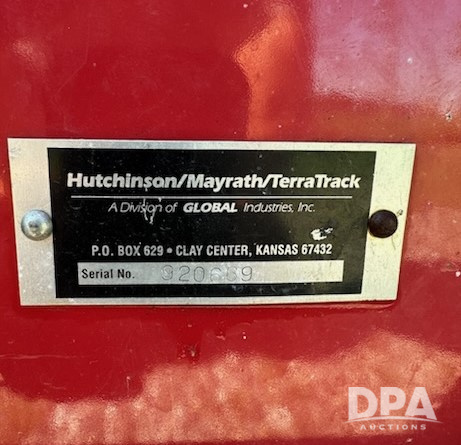 Hutchinson/Mayrath/TerraTrack
A Division of GLOBAL Industries, Inc.
P.O. BOX 629 • CLAY CENTER, KANSAS 67432
Serial No.
DPA
AUCTIONS